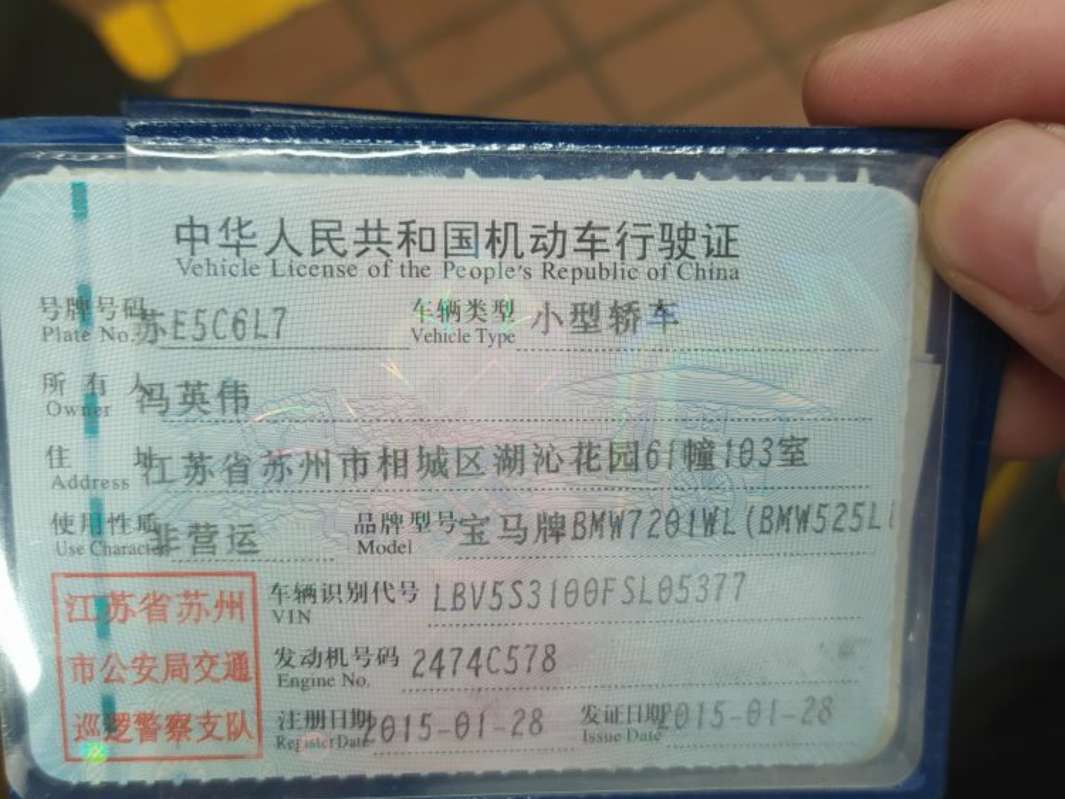 中华人民共和国机动车行驶证
Vehicle License of the People's Republic of China
号牌号码 苏E5C6L7 车辆类型 小型轿车
Plate No. Vehicle Type
所有人 冯英伟
Owner
住址 江苏省苏州市相城区湖沁花园61幢103室
Address
使用性质 非营运 品牌型号 宝马牌BMW7201WL(BMW525L
Use Character Model
江苏省苏州
市公安局交通
巡逻警察支队
车辆识别代号 LBV5S3100FSL05377
VIN
发动机号码 2474C578
Engine No.
注册日期 2015-01-28 发证日期 2015-01-28
Register Date Issue Date